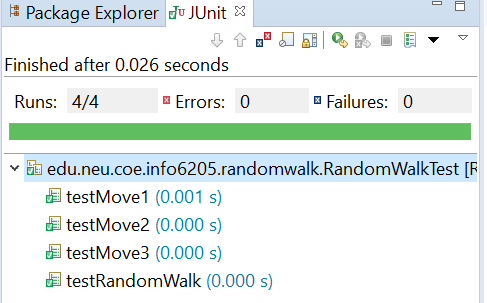 Package Explorer JUnit
Finished after 0.026 seconds
Runs: 4/4 Errors: 0 Failures: 0
edu.neu.coe.info6205.randomwalk.RandomWalkTest [R
testMove1 (0.001 s)
testMove2 (0.000 s)
testMove3 (0.000 s)
testRandomWalk (0.000 s)